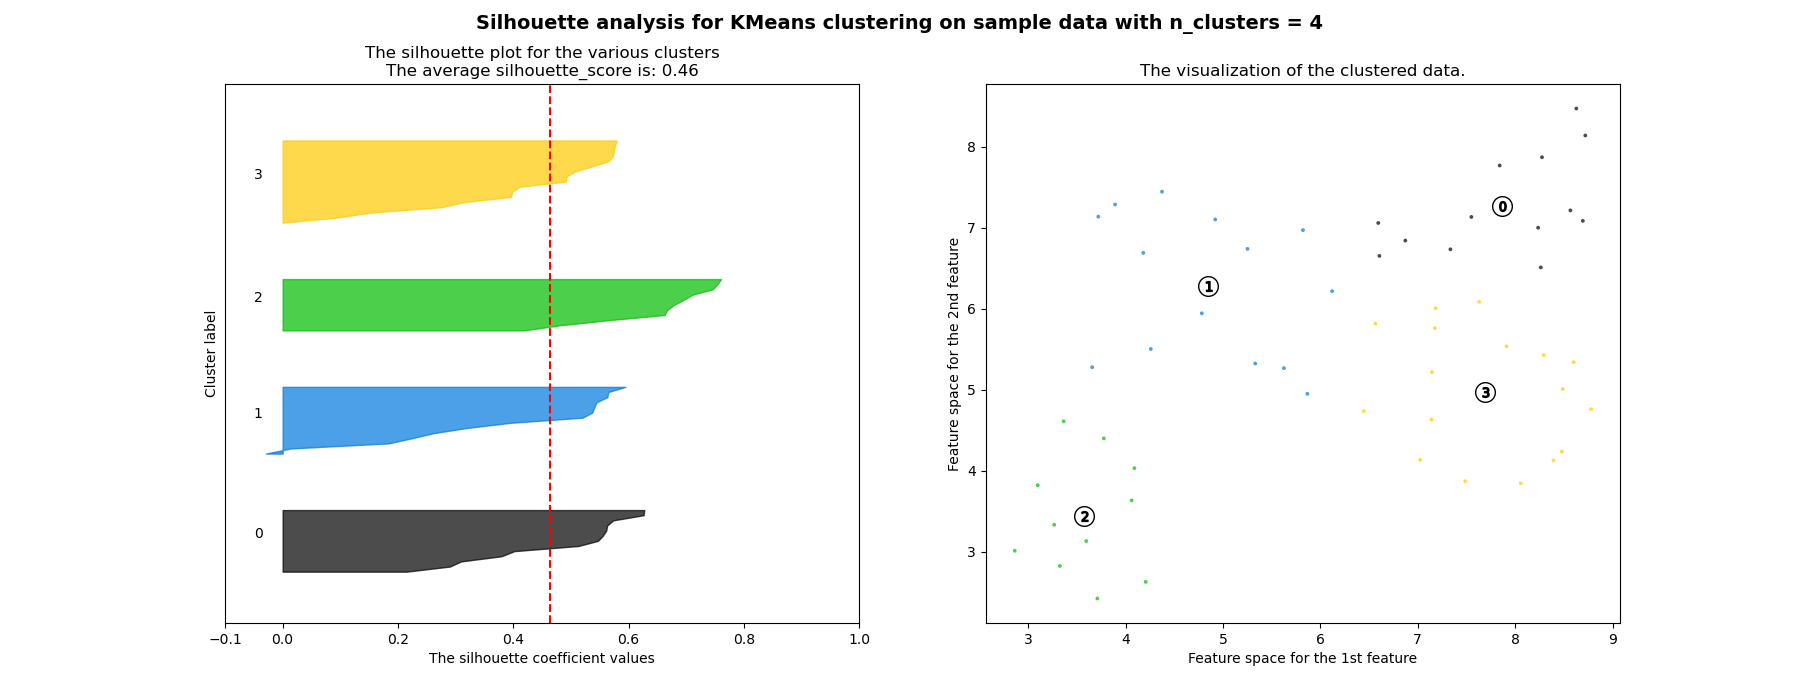 Silhouette analysis for KMeans clustering on sample data with n_clusters = 4
The silhouette plot for the various clusters
The average silhouette_score is: 0.46
3
2
1
0
Cluster label
−0.1 0.0 0.2 0.4 0.6 0.8 1.0
The silhouette coefficient values
The visualization of the clustered data.
8
7
6
5
4
3
Feature space for the 2nd feature
0
1
3
2
3 4 5 6 7 8 9
Feature space for the 1st feature